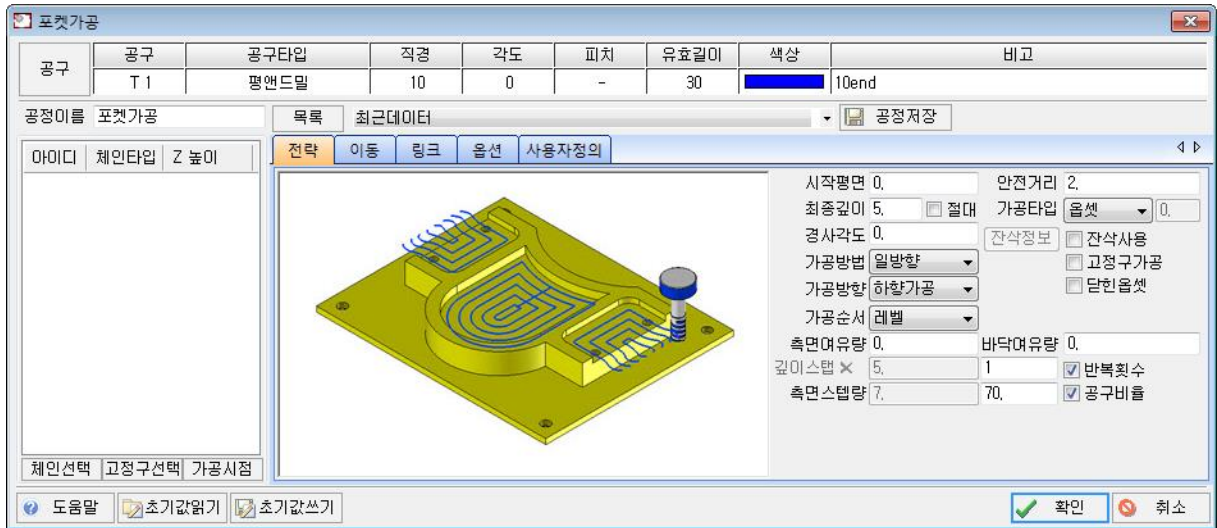 포켓가공
공구 공구 공구타입 직경 각도 피치 유효길이 색상 비고
T 1 평앤드밀 10 0 - 30 10end
공정이름 포켓가공 목록 최근데이터 공정저장
아이디 체인타입 Z 높이 전략 이동 링크 옵션 사용자정의
시작평면 0, 안전거리 2,
최종깊이 5, 절대 가공타입 옵셋 0,
경사각도 0, 잔삭정보 잔삭사용
가공방법 일방향 고정구가공
가공방향 하향가공 닫힌옵셋
가공순서 레벨
측면여유량 0, 바닥여유량 0,
깊이스탭 × 5, 1 반복횟수
측면스텝량 7, 70, 공구비율
체인선택 고정구선택 가공시점
도움말 초기값읽기 초기값쓰기 확인 취소